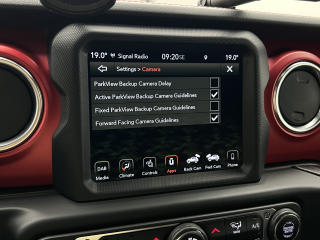 19.0° Signal Radio 09:20 19.0°
Settings > Camera X
ParkView Backup Camera Delay
Active ParkView Backup Camera Guidelines
Fixed ParkView Backup Camera Guidelines
Forward Facing Camera Guidelines
DAB
Media Climate Controls Apps Back Cam Fwd Cam Phone
A/C